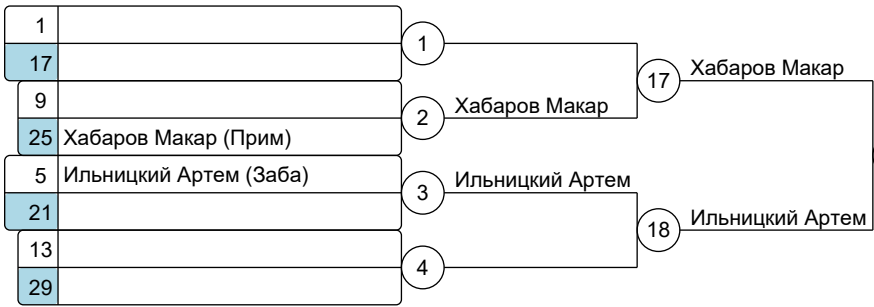 1
1
17
17 Хабаров Макар
9
2 Хабаров Макар
25 Хабаров Макар (Прим)
5 Ильницкий Артем (Заба)
3 Ильницкий Артем
21
18 Ильницкий Артем
13
4
29